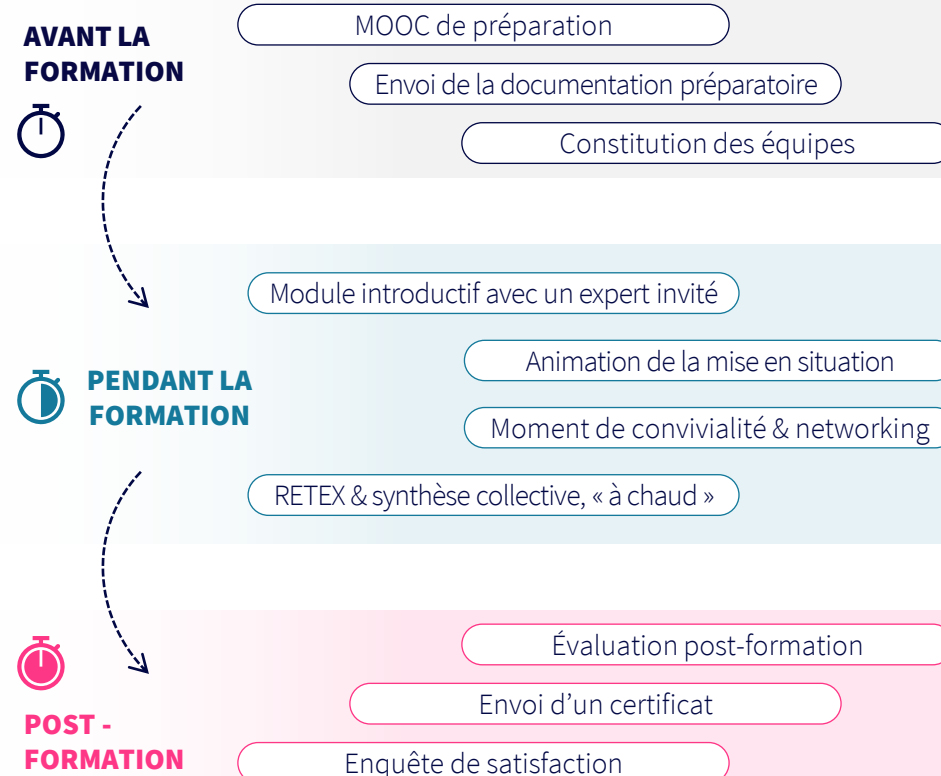 AVANT LA
FORMATION
MOOC de préparation
Envoi de la documentation préparatoire
Constitution des équipes
PENDANT LA
FORMATION
Module introductif avec un expert invité
Animation de la mise en situation
Moment de convivialité & networking
RETEX & synthèse collective, « à chaud »
POST -
FORMATION
Évaluation post-formation
Envoi d’un certificat
Enquête de satisfaction